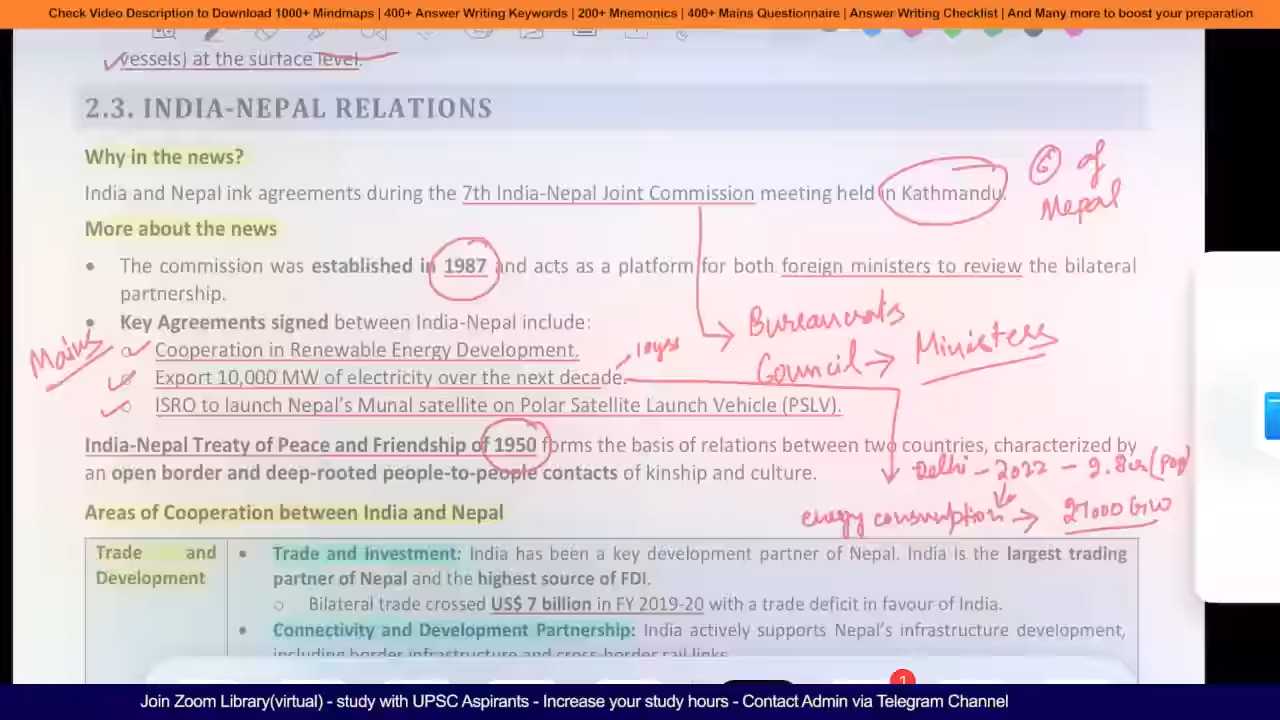 Check Video Description to Download 1000+ Mindmaps | 400+ Answer Writing Keywords | 200+ Mnemonics | 400+ Mains Questionnaire | Answer Writing Checklist | And Many more to boost your preparation
vessels) at the surface level.
2.3. INDIA-NEPAL RELATIONS
Why in the news?
India and Nepal ink agreements during the 7th India-Nepal Joint Commission meeting held in Kathmandu.
of
Nepal
More about the news
The commission was established in 1987 and acts as a platform for both foreign ministers to review the bilateral
partnership.
Bureaucrats
Key Agreements signed between India-Nepal include:
Mains
Cooperation in Renewable Energy Development.
Council → Ministers
Export 10,000 MW of electricity over the next decade.
ISRO to launch Nepal's Munal satellite on Polar Satellite Launch Vehicle (PSLV).
India-Nepal Treaty of Peace and Friendship of 1950 forms the basis of relations between two countries, characterized by
an open border and deep-rooted people-to-people contacts of kinship and culture.
Delhi - 2022 -
energy consumption →
Areas of Cooperation between India and Nepal
Trade and
Development
Trade and Investment: India has been a key development partner of Nepal. India is the largest trading
partner of Nepal and the highest source of FDI.
Bilateral trade crossed US$ 7 billion in FY 2019-20 with a trade deficit in favour of India.
Connectivity and Development Partnership: India actively supports Nepal's infrastructure development,
including border infrastructure and cross-border rail links.
1
Join Zoom Library(virtual) - study with UPSC Aspirants - Increase your study hours - Contact Admin via Telegram Channel